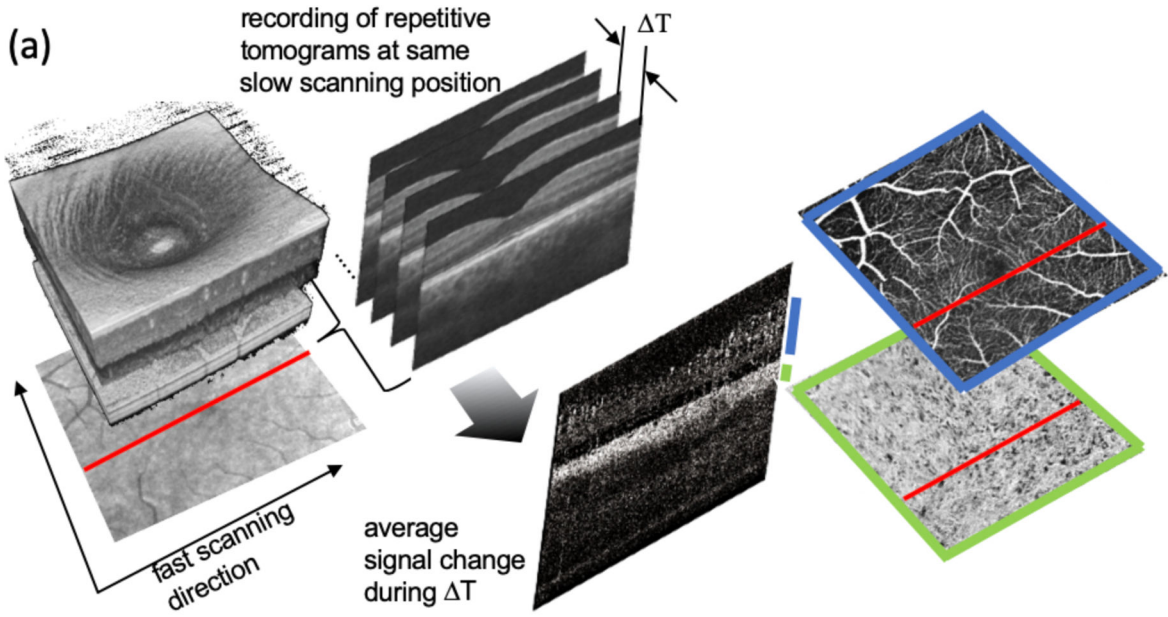 (a)
recording of repetitive
tomograms at same
slow scanning position
ΔT
fast scanning
direction
average
signal change
during ΔT